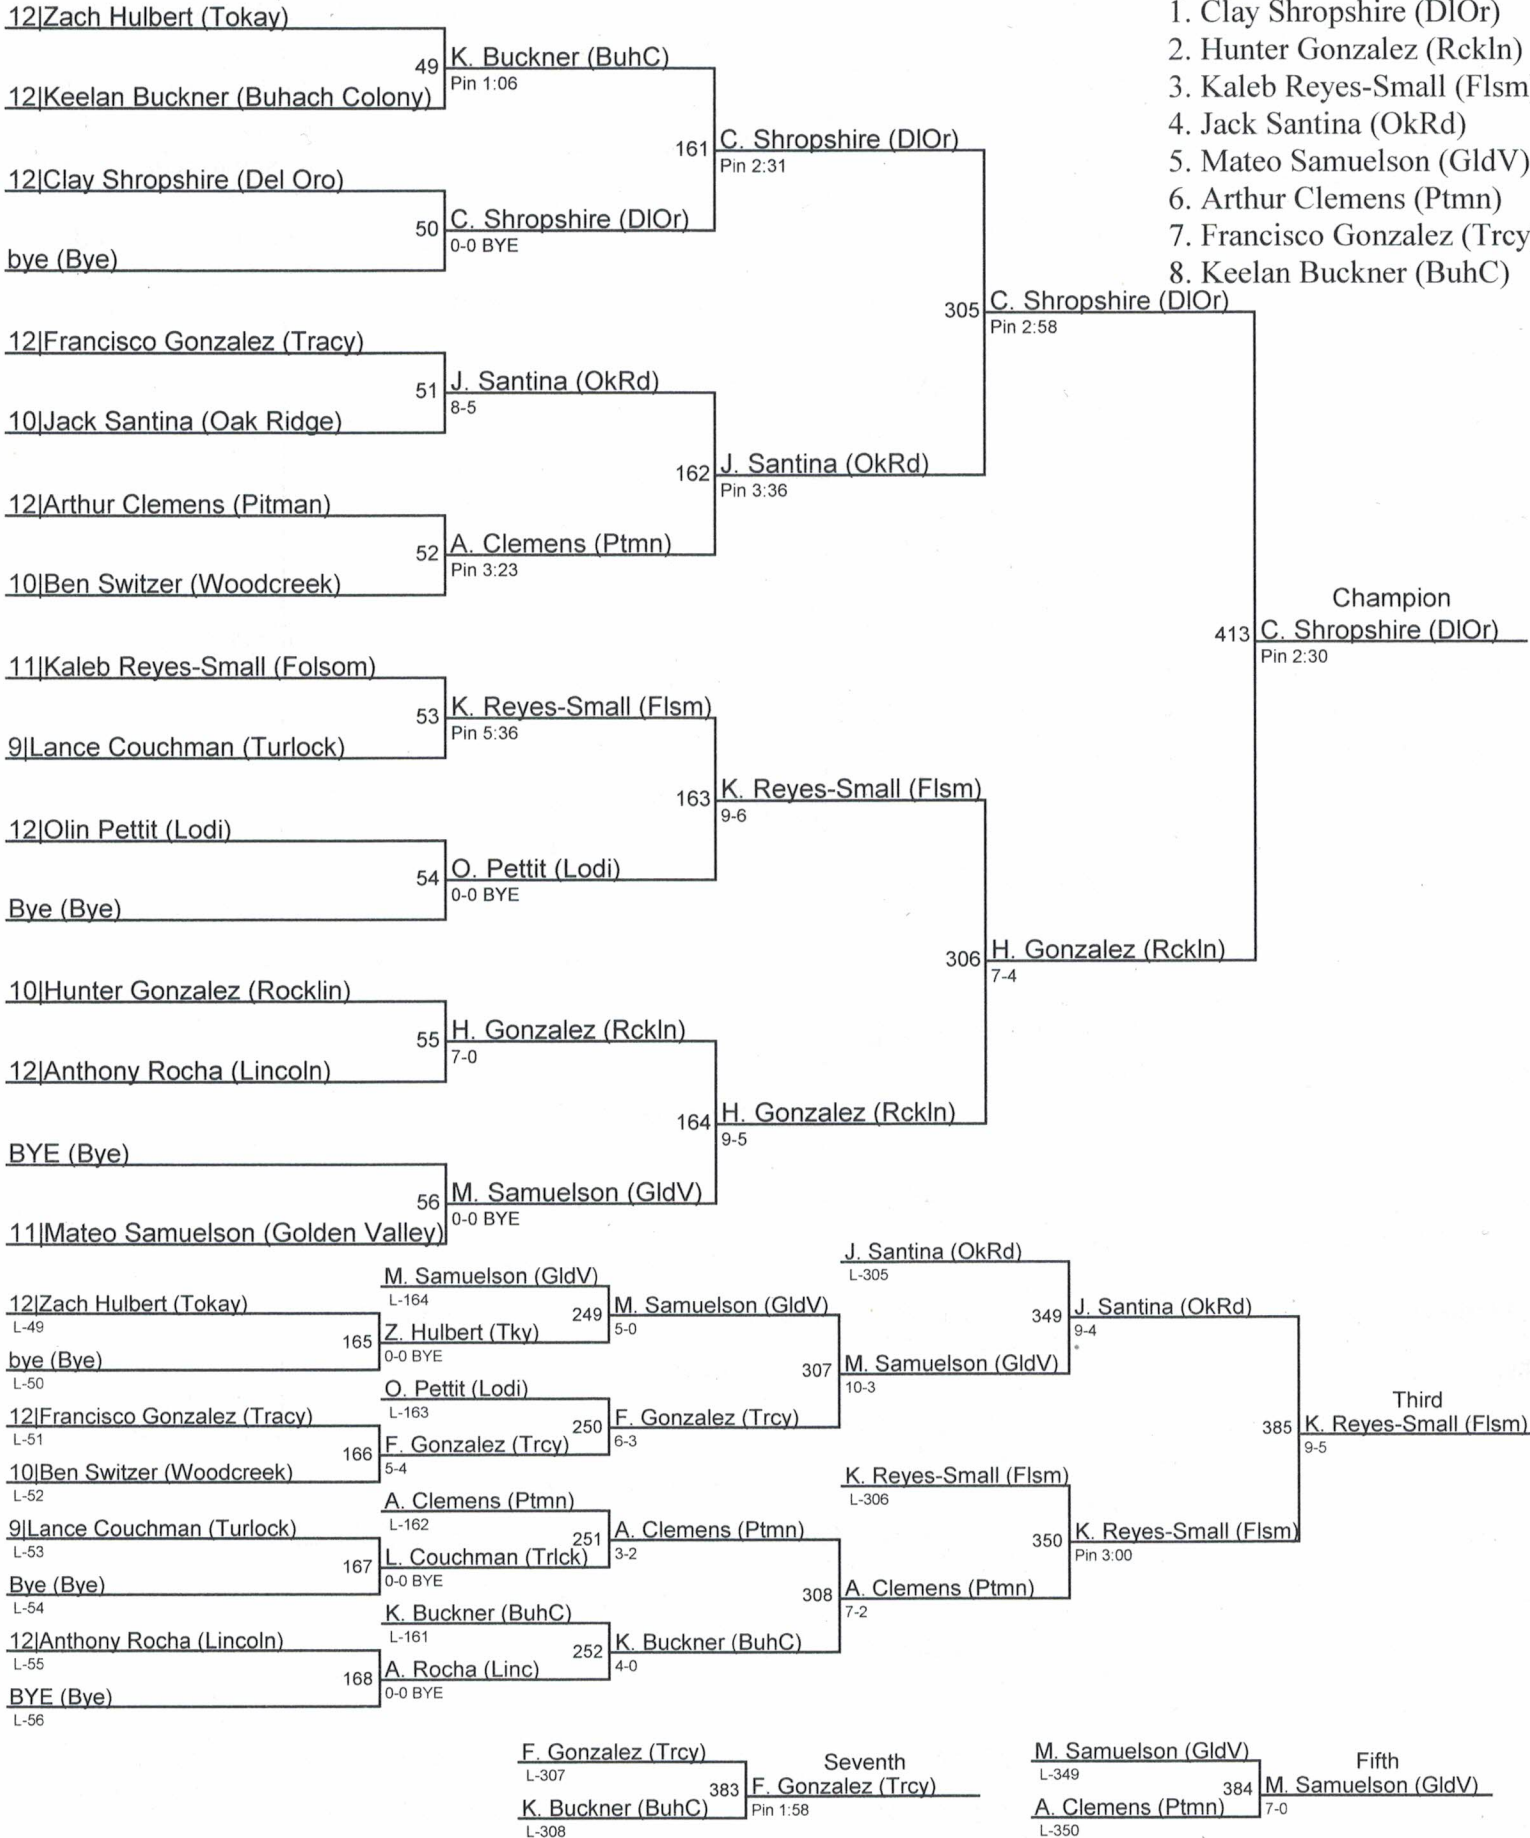 12|Zach Hulbert (Tokay)
49
K. Buckner (BuhC)
Pin 1:06
12|Keelan Buckner (Buhach Colony)
161
C. Shropshire (DlOr)
Pin 2:31
12|Clay Shropshire (Del Oro)
50
C. Shropshire (DlOr)
0-0 BYE
bye (Bye)
305
C. Shropshire (DlOr)
Pin 2:58
12|Francisco Gonzalez (Tracy)
51
J. Santina (OkRd)
8-5
10|Jack Santina (Oak Ridge)
162
J. Santina (OkRd)
Pin 3:36
12|Arthur Clemens (Pitman)
52
A. Clemens (Ptmn)
Pin 3:23
10|Ben Switzer (Woodcreek)
Champion
413
C. Shropshire (DlOr)
Pin 2:30
11|Kaleb Reyes-Small (Folsom)
53
K. Reyes-Small (Flsm)
Pin 5:36
9|Lance Couchman (Turlock)
163
K. Reyes-Small (Flsm)
9-6
12|Olin Pettit (Lodi)
54
O. Pettit (Lodi)
0-0 BYE
Bye (Bye)
306
H. Gonzalez (Rckln)
7-4
10|Hunter Gonzalez (Rocklin)
55
H. Gonzalez (Rckln)
7-0
12|Anthony Rocha (Lincoln)
164
H. Gonzalez (Rckln)
9-5
BYE (Bye)
56
M. Samuelson (GldV)
0-0 BYE
11|Mateo Samuelson (Golden Valley)
1. Clay Shropshire (DlOr)
2. Hunter Gonzalez (Rckln)
3. Kaleb Reyes-Small (Flsm
4. Jack Santina (OkRd)
5. Mateo Samuelson (GldV)
6. Arthur Clemens (Ptmn)
7. Francisco Gonzalez (Trcy
8. Keelan Buckner (BuhC)
12|Zach Hulbert (Tokay)
L-49
bye (Bye)
L-50
12|Francisco Gonzalez (Tracy)
L-51
10|Ben Switzer (Woodcreek)
L-52
9|Lance Couchman (Turlock)
L-53
Bye (Bye)
L-54
12|Anthony Rocha (Lincoln)
L-55
BYE (Bye)
L-56
M. Samuelson (GldV)
L-164
165
Z. Hulbert (Tky)
0-0 BYE
O. Pettit (Lodi)
L-163
166
F. Gonzalez (Trcy)
5-4
A. Clemens (Ptmn)
L-162
167
L. Couchman (Trlck)
0-0 BYE
K. Buckner (BuhC)
L-161
168
A. Rocha (Linc)
0-0 BYE
249
M. Samuelson (GldV)
5-0
250
F. Gonzalez (Trcy)
6-3
251
A. Clemens (Ptmn)
3-2
252
K. Buckner (BuhC)
4-0
J. Santina (OkRd)
L-305
307
M. Samuelson (GldV)
10-3
K. Reyes-Small (Flsm)
L-306
308
A. Clemens (Ptmn)
7-2
349
J. Santina (OkRd)
9-4
350
K. Reyes-Small (Flsm)
Pin 3:00
Third
385
K. Reyes-Small (Flsm)
9-5
F. Gonzalez (Trcy)
L-307
K. Buckner (BuhC)
L-308
Seventh
383
F. Gonzalez (Trcy)
Pin 1:58
M. Samuelson (GldV)
L-349
A. Clemens (Ptmn)
L-350
Fifth
384
M. Samuelson (GldV)
7-0